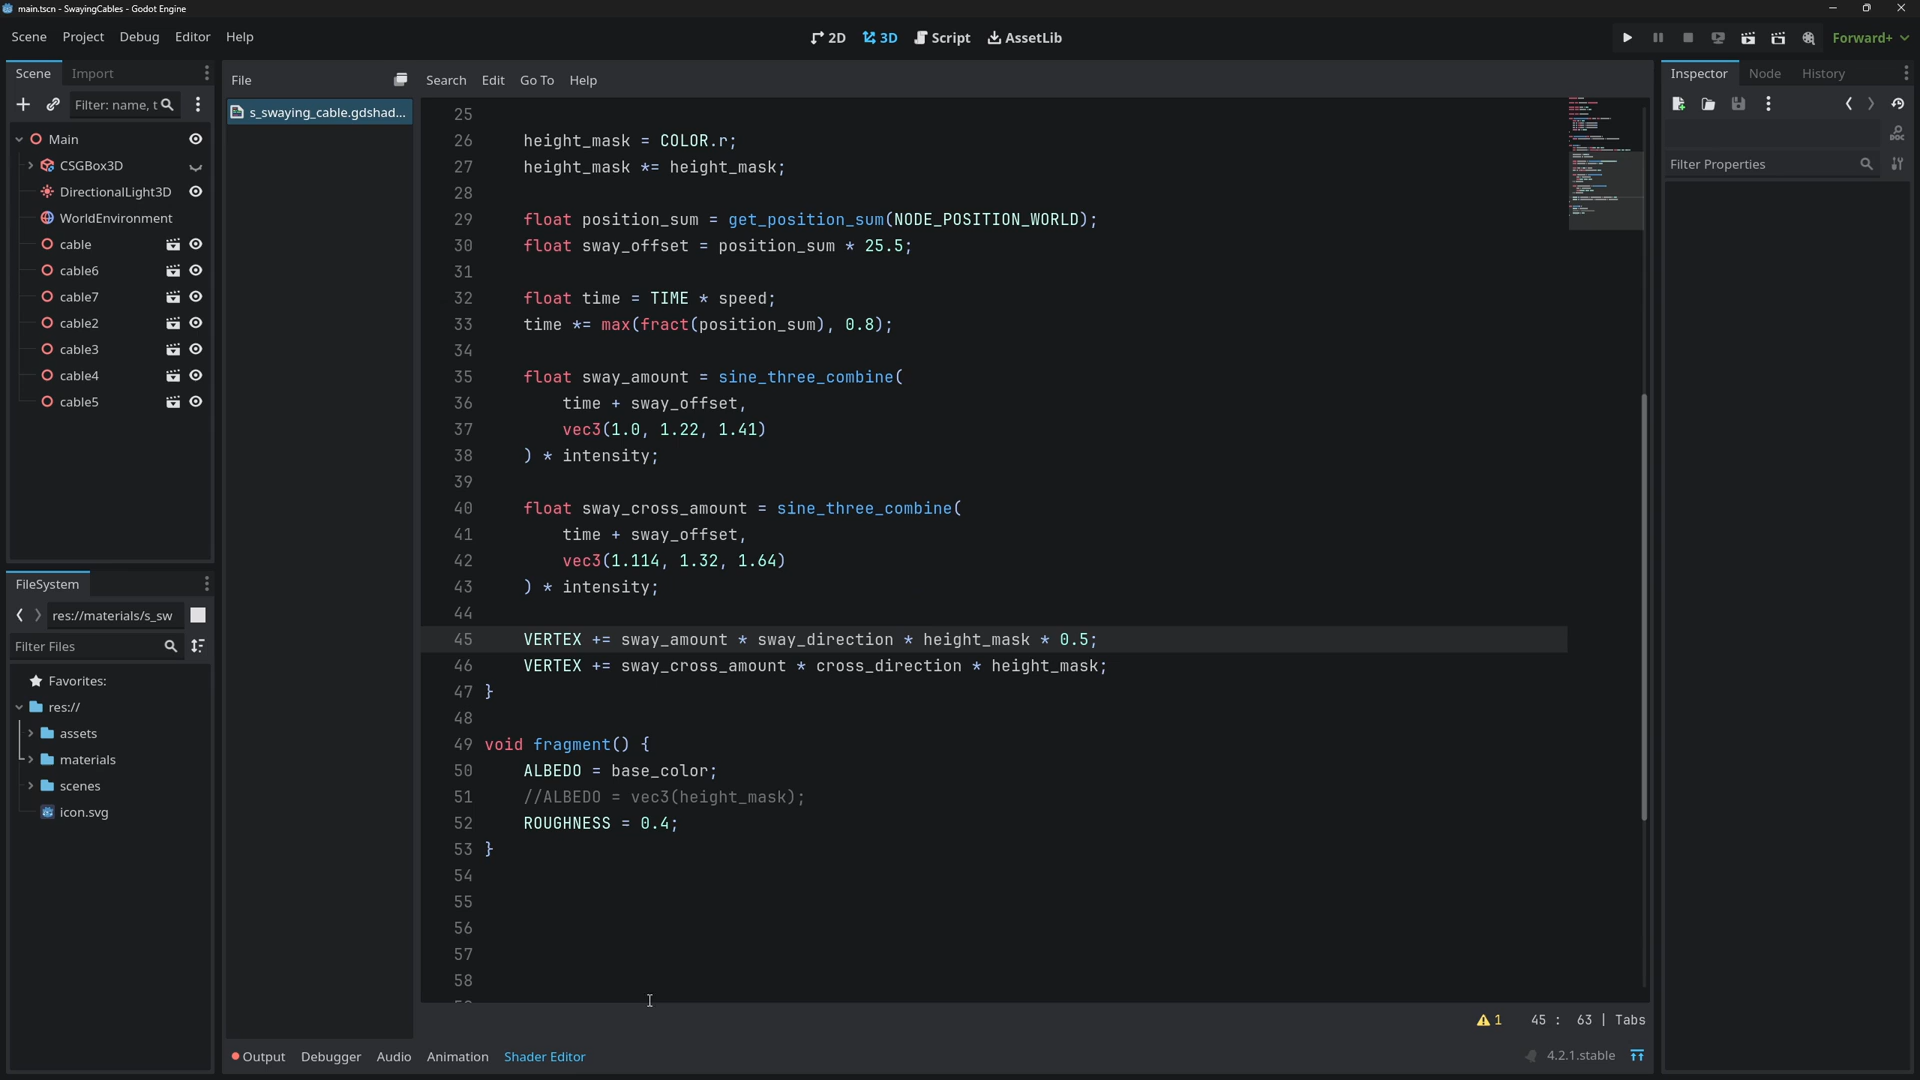 main.tscn - SwayingCables - Godot Engine
Scene Project Debug Editor Help
2D 3D Script AssetLib
Forward+
Scene Import
Filter: name, t
Main
CSGBox3D
DirectionalLight3D
WorldEnvironment
cable
cable6
cable7
cable2
cable3
cable4
cable5
FileSystem
res://materials/s_sw
Filter Files
Favorites:
res://
assets
materials
scenes
icon.svg
File
s_swaying_cable.gdshad...
Search Edit Go To Help
25
26 height_mask = COLOR.r;
27 height_mask *= height_mask;
28
29 float position_sum = get_position_sum(NODE_POSITION_WORLD);
30 float sway_offset = position_sum * 25.5;
31
32 float time = TIME * speed;
33 time *= max(fract(position_sum), 0.8);
34
35 float sway_amount = sine_three_combine(
36 time + sway_offset,
37 vec3(1.0, 1.22, 1.41)
38 ) * intensity;
39
40 float sway_cross_amount = sine_three_combine(
41 time + sway_offset,
42 vec3(1.114, 1.32, 1.64)
43 ) * intensity;
44
45 VERTEX += sway_amount * sway_direction * height_mask * 0.5;
46 VERTEX += sway_cross_amount * cross_direction * height_mask;
47 }
48
49 void fragment() {
50 ALBEDO = base_color;
51 //ALBEDO = vec3(height_mask);
52 ROUGHNESS = 0.4;
53 }
54
55
56
57
58
1 45 : 63 | Tabs
Output Debugger Audio Animation Shader Editor
4.2.1.stable
Inspector Node History
DOC
Filter Properties